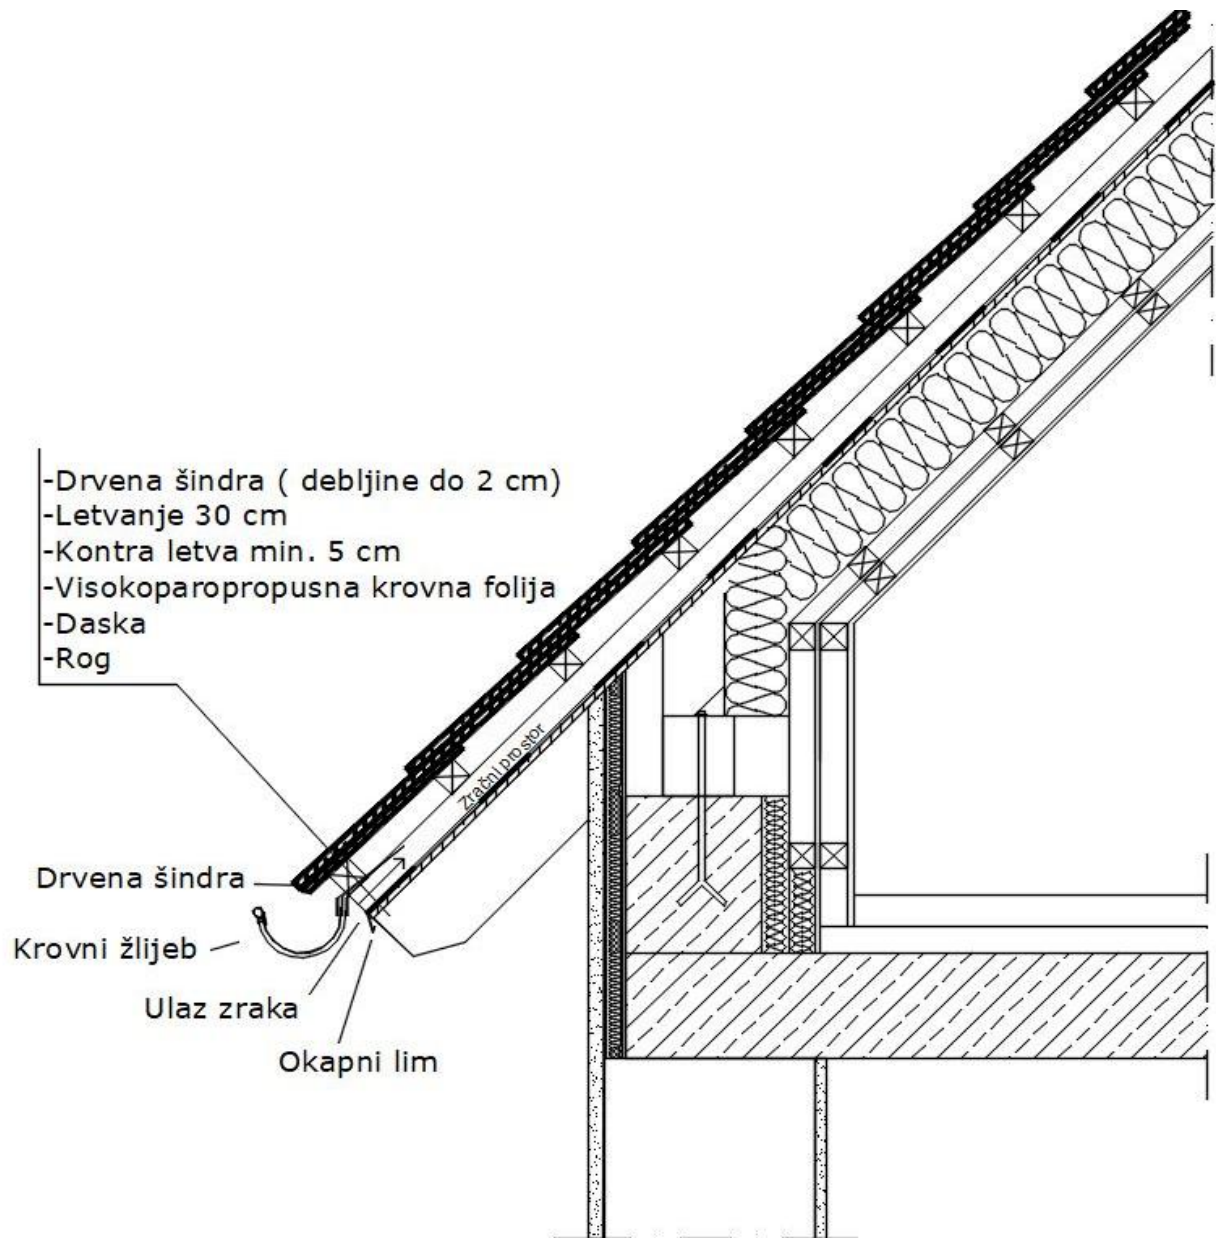 -Drvena šindra ( debljine do 2 cm)
-Letvanje 30 cm
-Kontra letva min. 5 cm
-Visokoparopropusna krovna folija
-Daska
-Rog
Zračni prostor
Drvena šindra
Krovni žlijeb
Ulaz zraka
Okapni lim